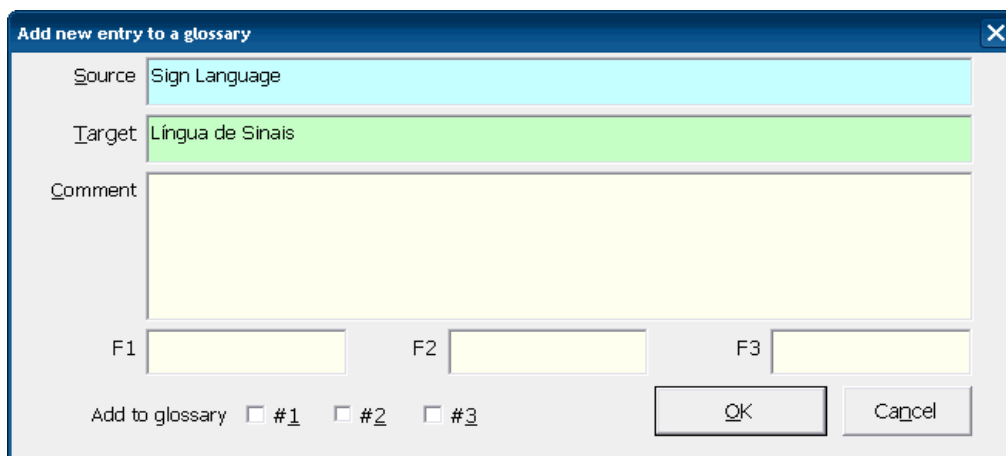 Add new entry to a glossary
Source Sign Language
Target Língua de Sinais
Comment
F1 F2 F3
Add to glossary #1 #2 #3 OK Cancel